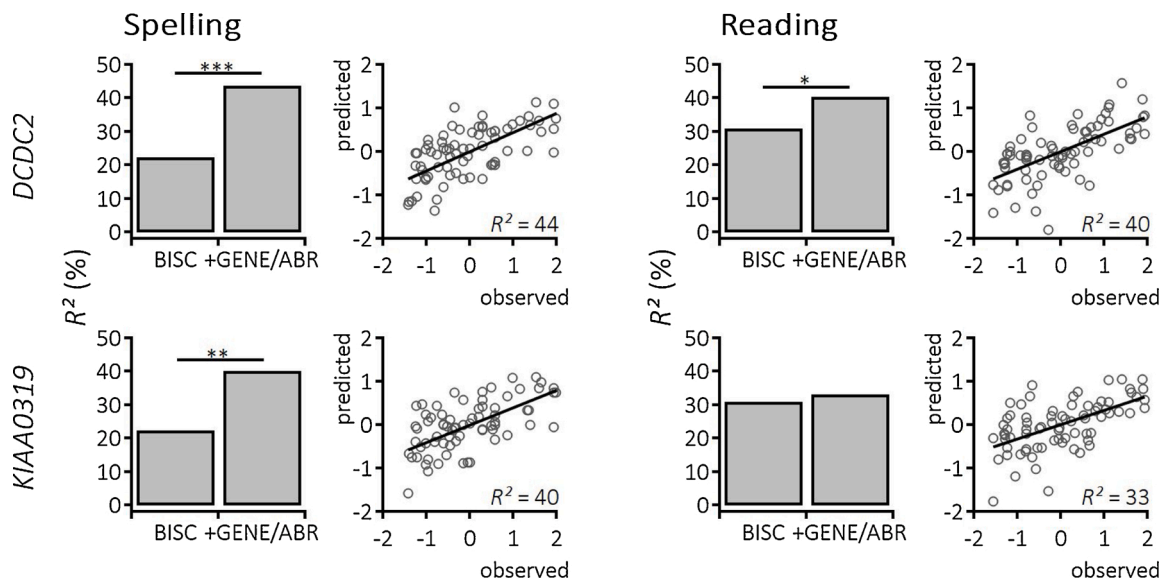 Spelling
Reading
DCDC2
R² (%)
50
40
30
20
10
0
***
BISC +GENE/ABR
predicted
2
1
0
-1
-2
R² = 44
-2 -1 0 1 2
observed
R² (%)
50
40
30
20
10
0
*
BISC +GENE/ABR
predicted
2
1
0
-1
-2
R² = 40
-2 -1 0 1 2
observed
KIAA0319
50
40
30
20
10
0
**
BISC +GENE/ABR
predicted
2
1
0
-1
-2
R² = 40
-2 -1 0 1 2
observed
50
40
30
20
10
0
BISC +GENE/ABR
predicted
2
1
0
-1
-2
R² = 33
-2 -1 0 1 2
observed